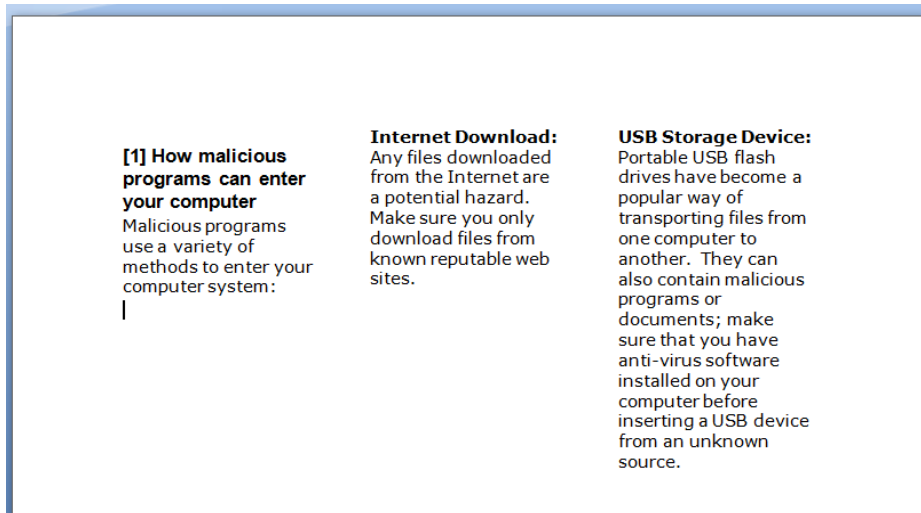 [1] How malicious
programs can enter
your computer
Malicious programs
use a variety of
methods to enter your
computer system:
Internet Download:
Any files downloaded
from the Internet are
a potential hazard.
Make sure you only
download files from
known reputable web
sites.
USB Storage Device:
Portable USB flash
drives have become a
popular way of
transporting files from
one computer to
another.  They can
also contain malicious
programs or
documents; make
sure that you have
anti-virus software
installed on your
computer before
inserting a USB device
from an unknown
source.